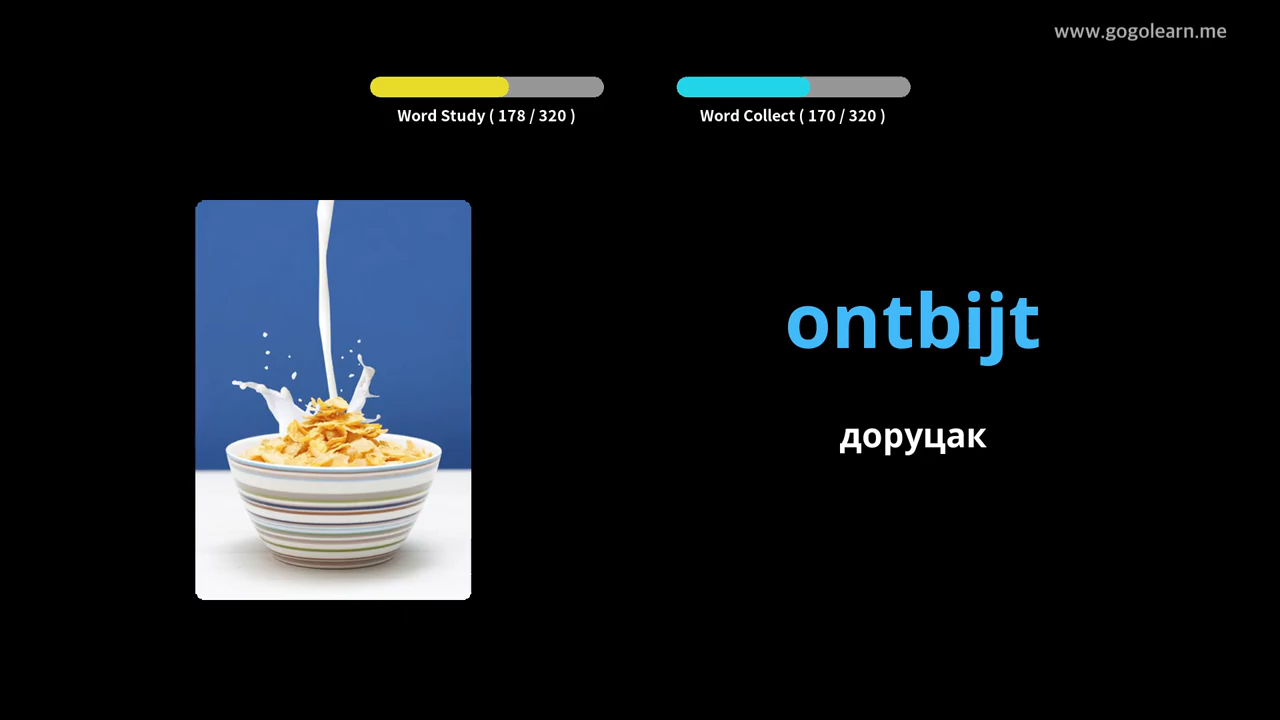 www.gogolearn.me
Word Study ( 178 / 320 )
Word Collect ( 170 / 320 )
ontbijt
доруцак